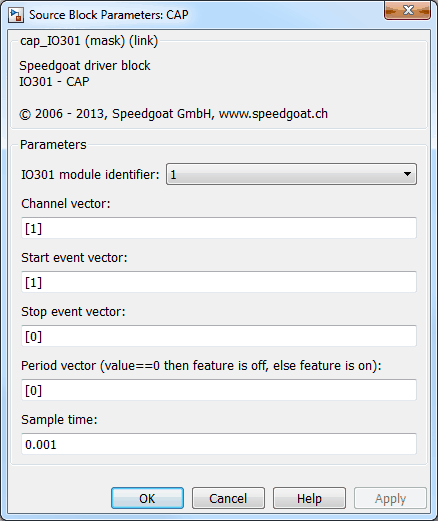 Source Block Parameters: CAP
cap_IO301 (mask) (link)
Speedgoat driver block
IO301 - CAP
© 2006 - 2013, Speedgoat GmbH, www.speedgoat.ch
Parameters
IO301 module identifier: 1
Channel vector:
[1]
Start event vector:
[1]
Stop event vector:
[0]
Period vector (value==0 then feature is off, else feature is on):
[0]
Sample time:
0.001
OK Cancel Help Apply